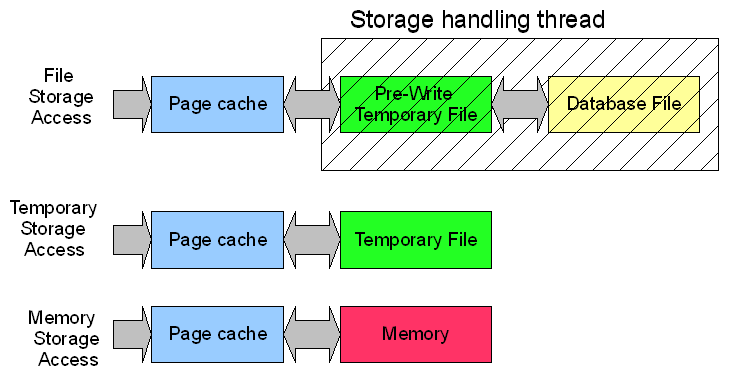 Storage handling thread
File
Storage
Access
Page cache
Pre-Write
Temporary File
Database File
Temporary
Storage
Access
Page cache
Temporary File
Memory
Storage
Access
Page cache
Memory